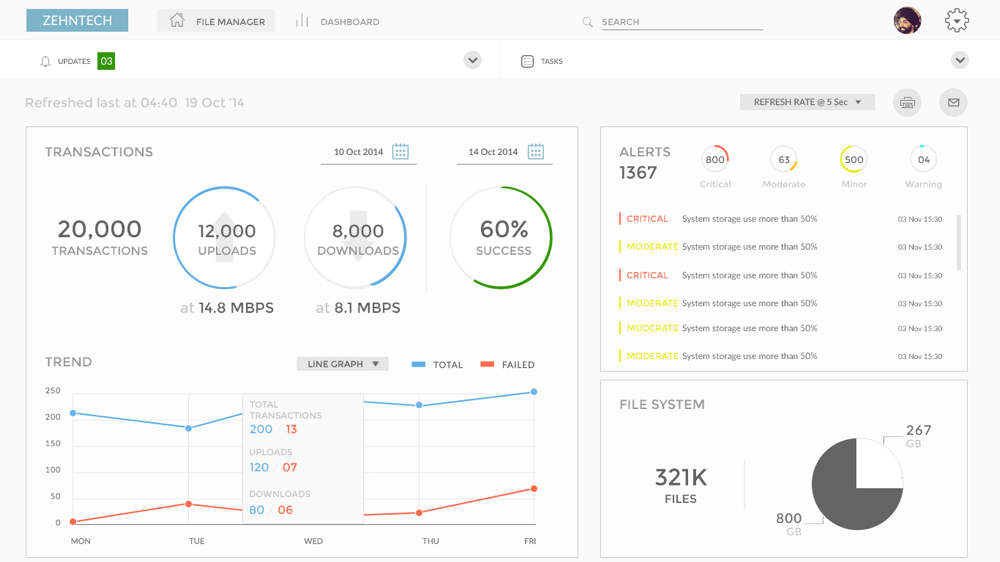 ZEHNTECH
FILE MANAGER
DASHBOARD
SEARCH
UPDATES 03
TASKS
Refreshed last at 04:40 19 Oct '14
REFRESH RATE @ 5 Sec
TRANSACTIONS
10 Oct 2014
14 Oct 2014
20,000
TRANSACTIONS
12,000
UPLOADS
at 14.8 MBPS
8,000
DOWNLOADS
at 8.1 MBPS
60%
SUCCESS
TREND
LINE GRAPH
TOTAL
FAILED
250
200
150
100
50
0
MON
TUE
WED
THU
FRI
TOTAL
TRANSACTIONS
200 / 13
UPLOADS
120 / 07
DOWNLOADS
80 / 06
ALERTS
1367
800
Critical
63
Moderate
500
Minor
04
Warning
CRITICAL System storage use more than 50% 03 Nov 15:30
MODERATE System storage use more than 50% 03 Nov 15:30
CRITICAL System storage use more than 50% 03 Nov 15:30
MODERATE System storage use more than 50% 03 Nov 15:30
MODERATE System storage use more than 50% 03 Nov 15:30
MODERATE System storage use more than 50% 03 Nov 15:30
FILE SYSTEM
321K
FILES
267
GB
800
GB